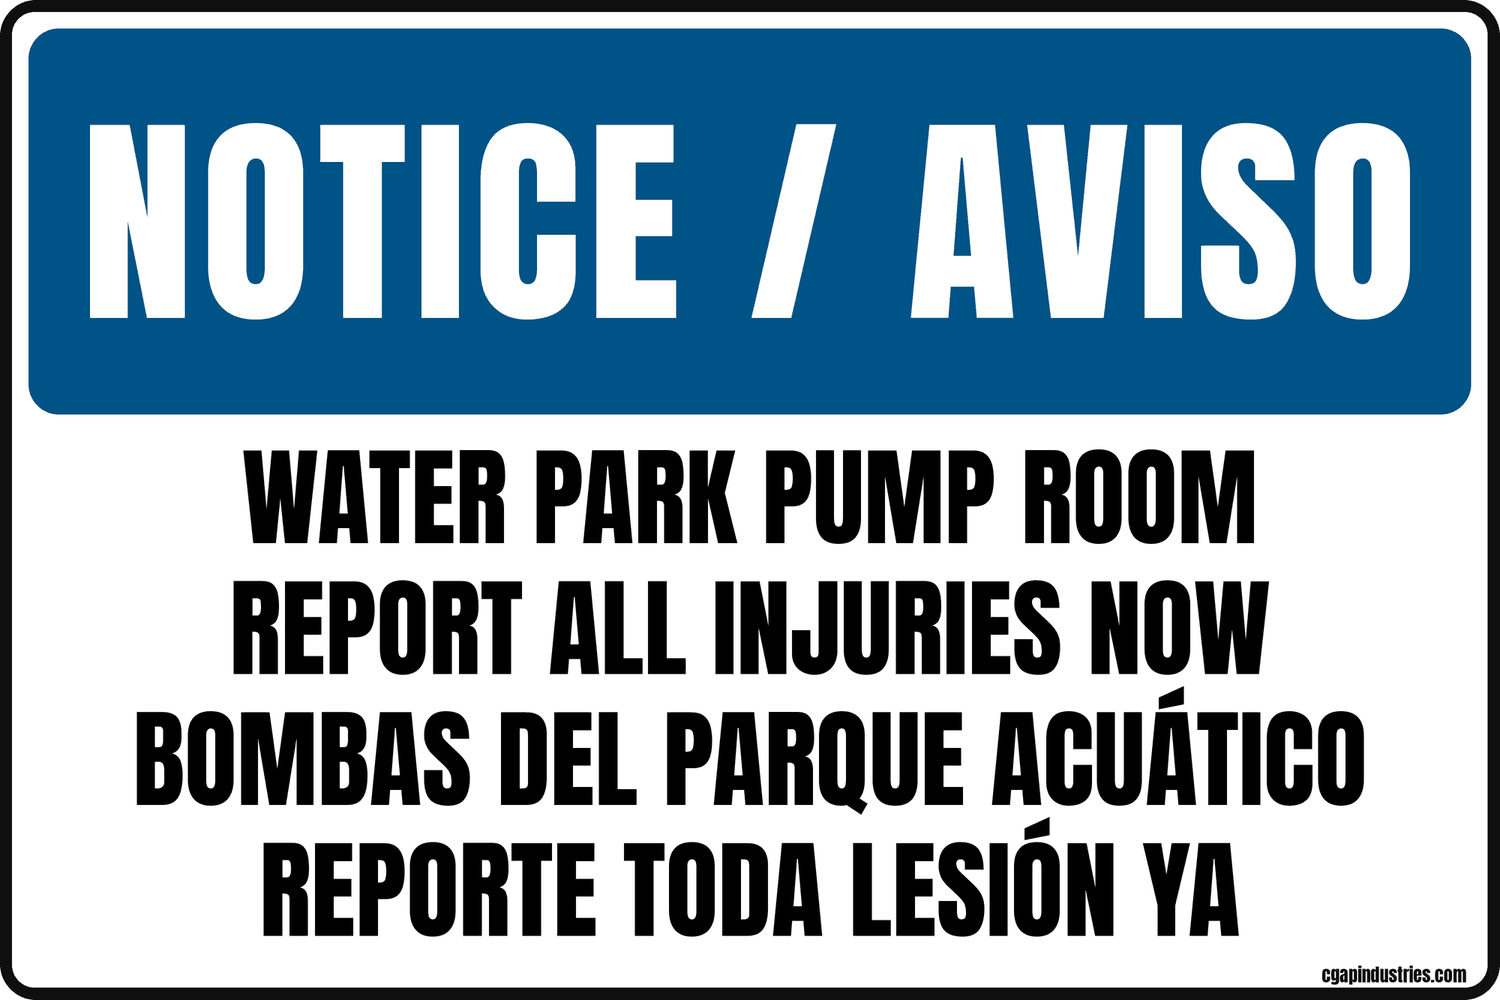 NOTICE / AVISO
WATER PARK PUMP ROOM
REPORT ALL INJURIES NOW
BOMBAS DEL PARQUE ACUÁTICO
REPORTE TODA LESIÓN YA
cgapindustries.com